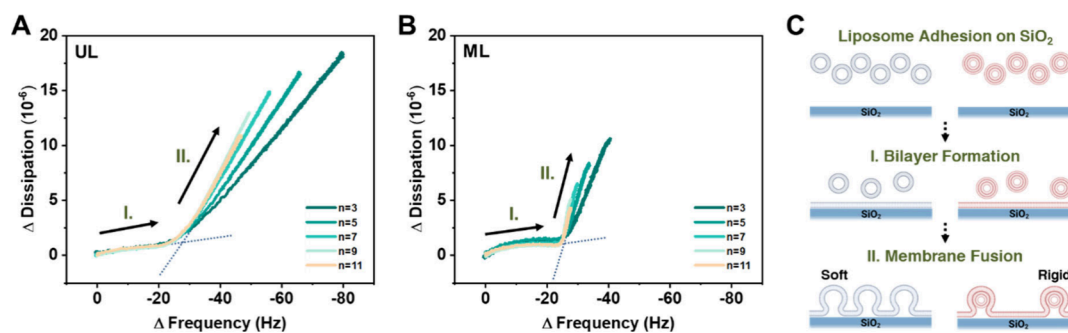 A
UL
Δ Dissipation (10⁻⁶)
20
15
10
5
0
I.
II.
n=3
n=5
n=7
n=9
n=11
0 -20 -40 -60 -80
Δ Frequency (Hz)
B
ML
Δ Dissipation (10⁻⁶)
20
15
10
5
0
I.
II.
n=3
n=5
n=7
n=9
n=11
0 -20 -40 -60 -80
Δ Frequency (Hz)
C
Liposome Adhesion on SiO₂
SiO₂ SiO₂
I. Bilayer Formation
SiO₂ SiO₂
II. Membrane Fusion
Soft Rigid
SiO₂ SiO₂